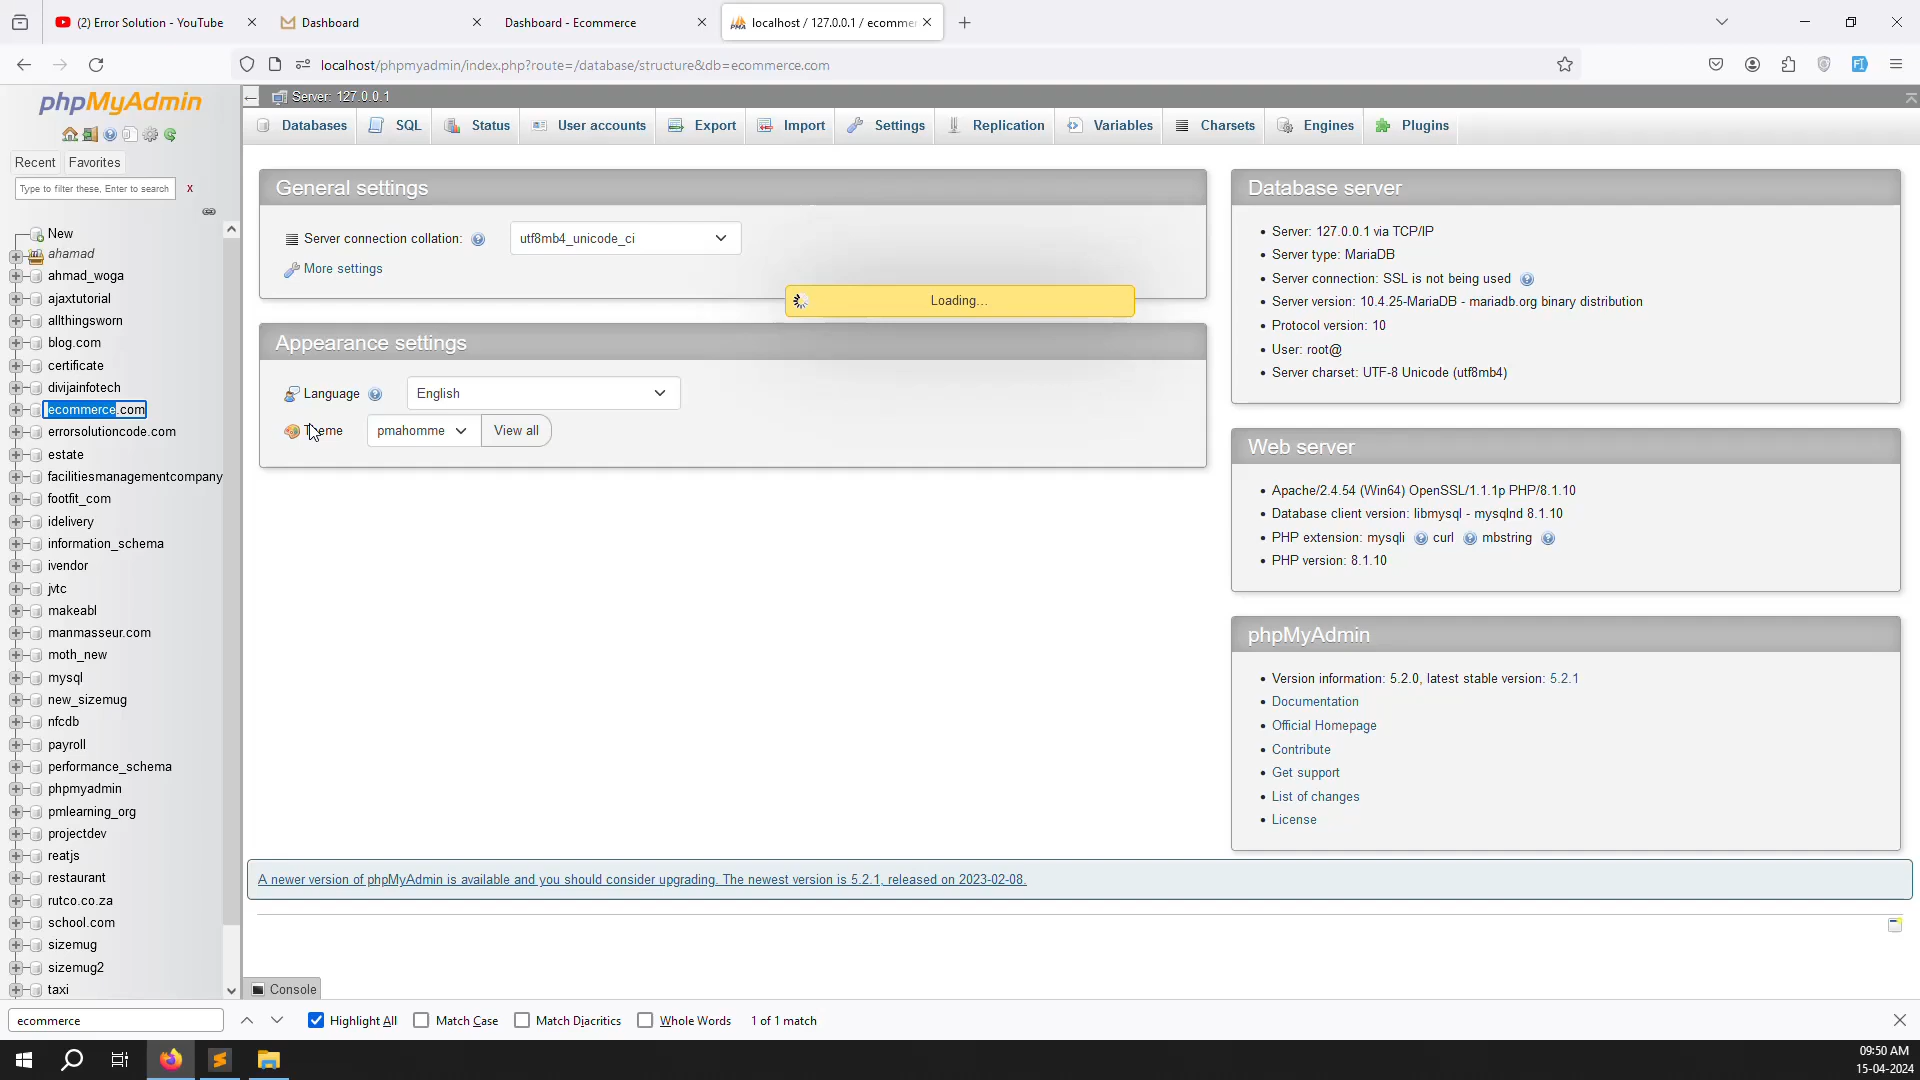 (2) Error Solution - YouTube
Dashboard
Dashboard - Ecommerce
localhost / 127.0.0.1 / ecomme
localhost/phpmyadmin/index.php?route=/database/structure&db=ecommerce.com
phpMyAdmin
Recent
Favorites
Type to filter these, Enter to search
X
New
ahamad
ahmad_woga
ajaxtutorial
allthingsworn
blog.com
certificate
divijainfotech
ecommerce.com
errorsolutioncode.com
estate
facilitiesmanagementcompany
footfit_com
idelivery
information_schema
ivendor
jvtc
makeabl
manmasseur.com
moth_new
mysql
new_sizemug
nfcdb
payroll
performance_schema
phpmyadmin
pmlearning_org
projectdev
reatjs
restaurant
rutco.co.za
school.com
sizemug
sizemug2
taxi
Server: 127.0.0.1
Databases
SQL
Status
User accounts
Export
Import
Settings
Replication
Variables
Charsets
Engines
Plugins
General settings
Server connection collation:
utf8mb4_unicode_ci
More settings
Loading…
Appearance settings
Language
English
Theme
pmahomme
View all
Database server
Server: 127.0.0.1 via TCP/IP
Server type: MariaDB
Server connection: SSL is not being used
Server version: 10.4.25-MariaDB - mariadb.org binary distribution
Protocol version: 10
User: root@
Server charset: UTF-8 Unicode (utf8mb4)
Web server
Apache/2.4.54 (Win64) OpenSSL/1.1.1p PHP/8.1.10
Database client version: libmysql - mysqlnd 8.1.10
PHP extension: mysqli curl mbstring
PHP version: 8.1.10
phpMyAdmin
Version information: 5.2.0, latest stable version: 5.2.1
Documentation
Official Homepage
Contribute
Get support
List of changes
License
A newer version of phpMyAdmin is available and you should consider upgrading. The newest version is 5.2.1, released on 2023-02-08.
Console
ecommerce
Highlight All
Match Case
Match Diacritics
Whole Words
1 of 1 match
09:50 AM
15-04-2024